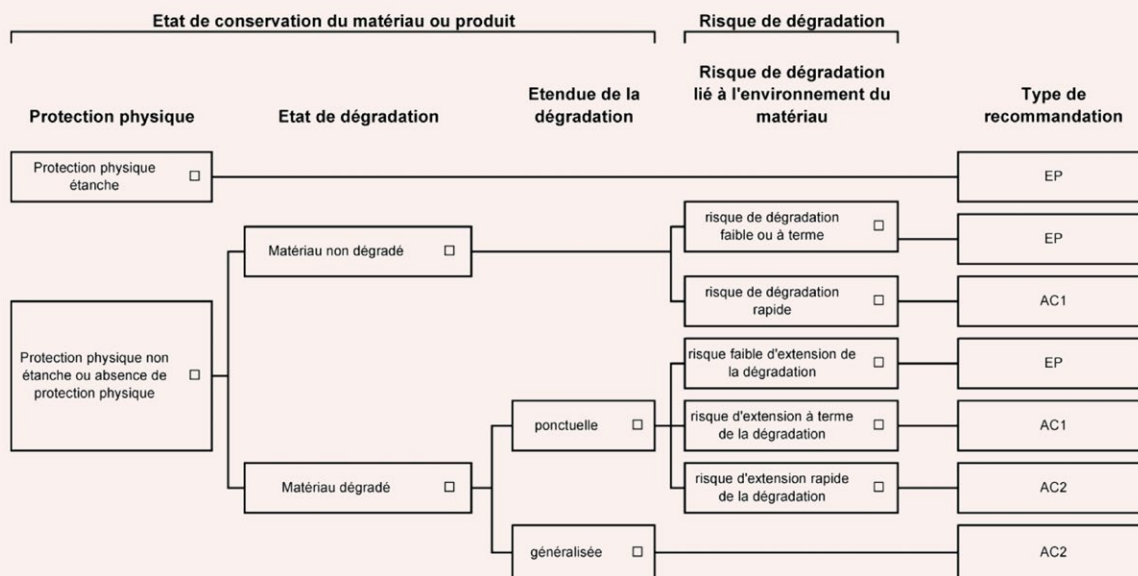 Etat de conservation du matériau ou produit
Risque de dégradation
Protection physique
Etat de dégradation
Etendue de la
dégradation
Risque de dégradation
lié à l'environnement du
matériau
Type de
recommandation
Protection physique
étanche
EP
risque de dégradation
faible ou à terme
EP
Matériau non dégradé
risque de dégradation
rapide
AC1
Protection physique non
étanche ou absence de
protection physique
risque faible d'extension de
la dégradation
EP
ponctuelle
risque d'extension à terme
de la dégradation
AC1
Matériau dégradé
risque d'extension rapide
de la dégradation
AC2
généralisée
AC2